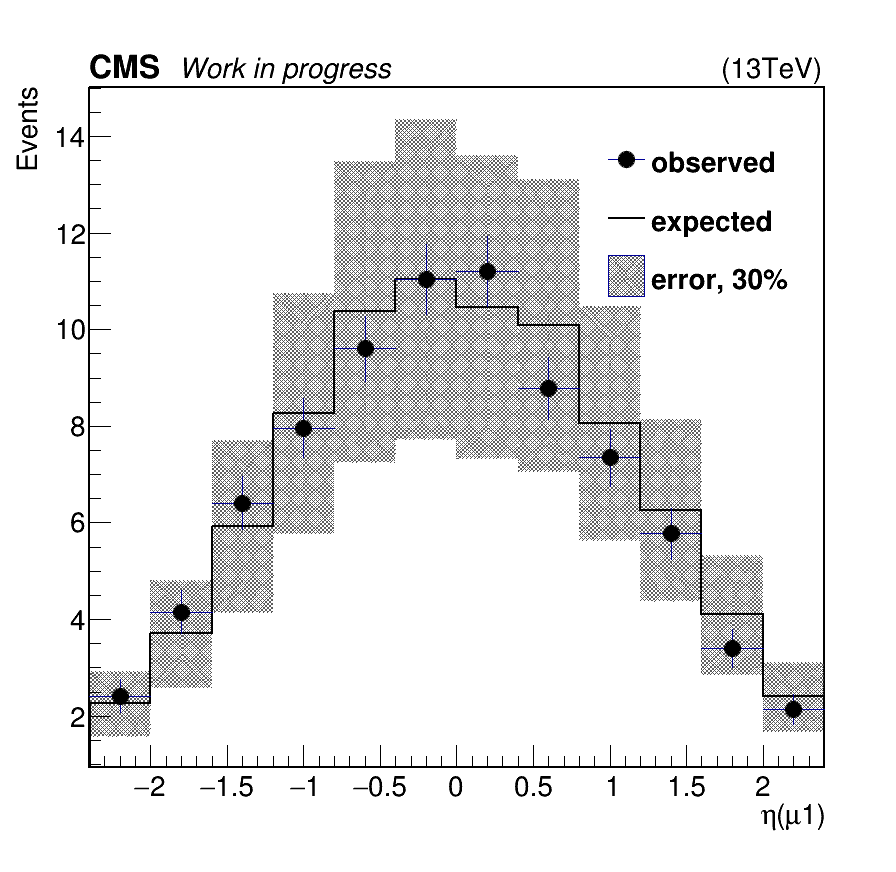 CMS Work in progress (13TeV)
Events
14
12
10
8
6
4
2
observed
expected
error, 30%
−2 −1.5 −1 −0.5 0 0.5 1 1.5 2
η(μ1)